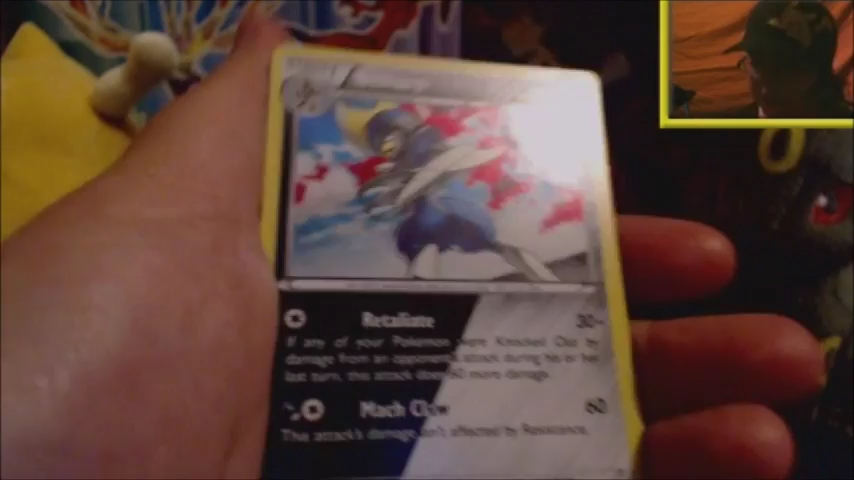 Retaliate 30+
If any of your Pokémon were Knocked Out by
damage from an opponent's attack during his or her
last turn, this attack does 60 more damage.
Mach Claw 60
This attack's damage isn't affected by Resistance.